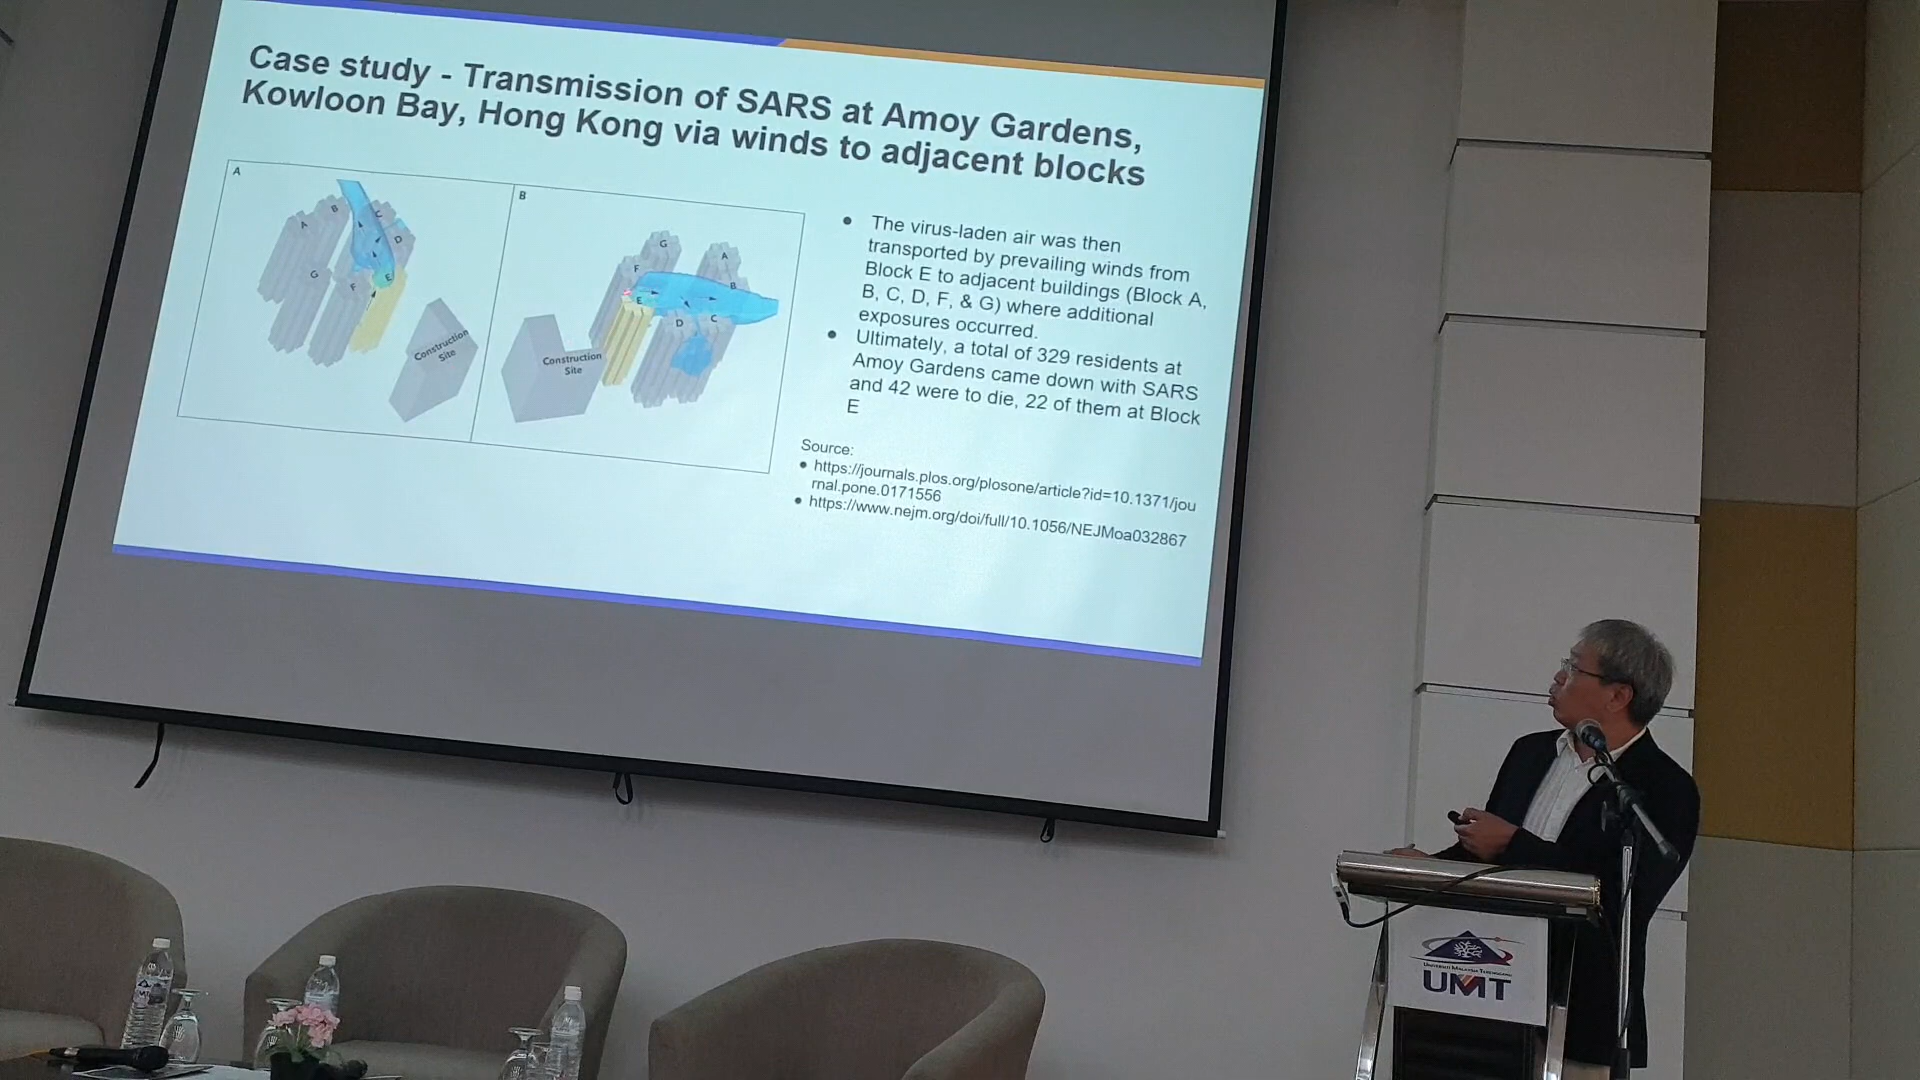 Case study - Transmission of SARS at Amoy Gardens,
Kowloon Bay, Hong Kong via winds to adjacent blocks
A
A
B
C
D
E
F
G
Construction
Site
B
G
A
F
B
E
D
C
Construction
Site
● The virus-laden air was then
transported by prevailing winds from
Block E to adjacent buildings (Block A,
B, C, D, F, & G) where additional
exposures occurred.
● Ultimately, a total of 329 residents at
Amoy Gardens came down with SARS
and 42 were to die, 22 of them at Block
E
Source:
● https://journals.plos.org/plosone/article?id=10.1371/jou
rnal.pone.0171556
● https://www.nejm.org/doi/full/10.1056/NEJMoa032867
UNIVERSITI MALAYSIA TERENGGANU
UMT